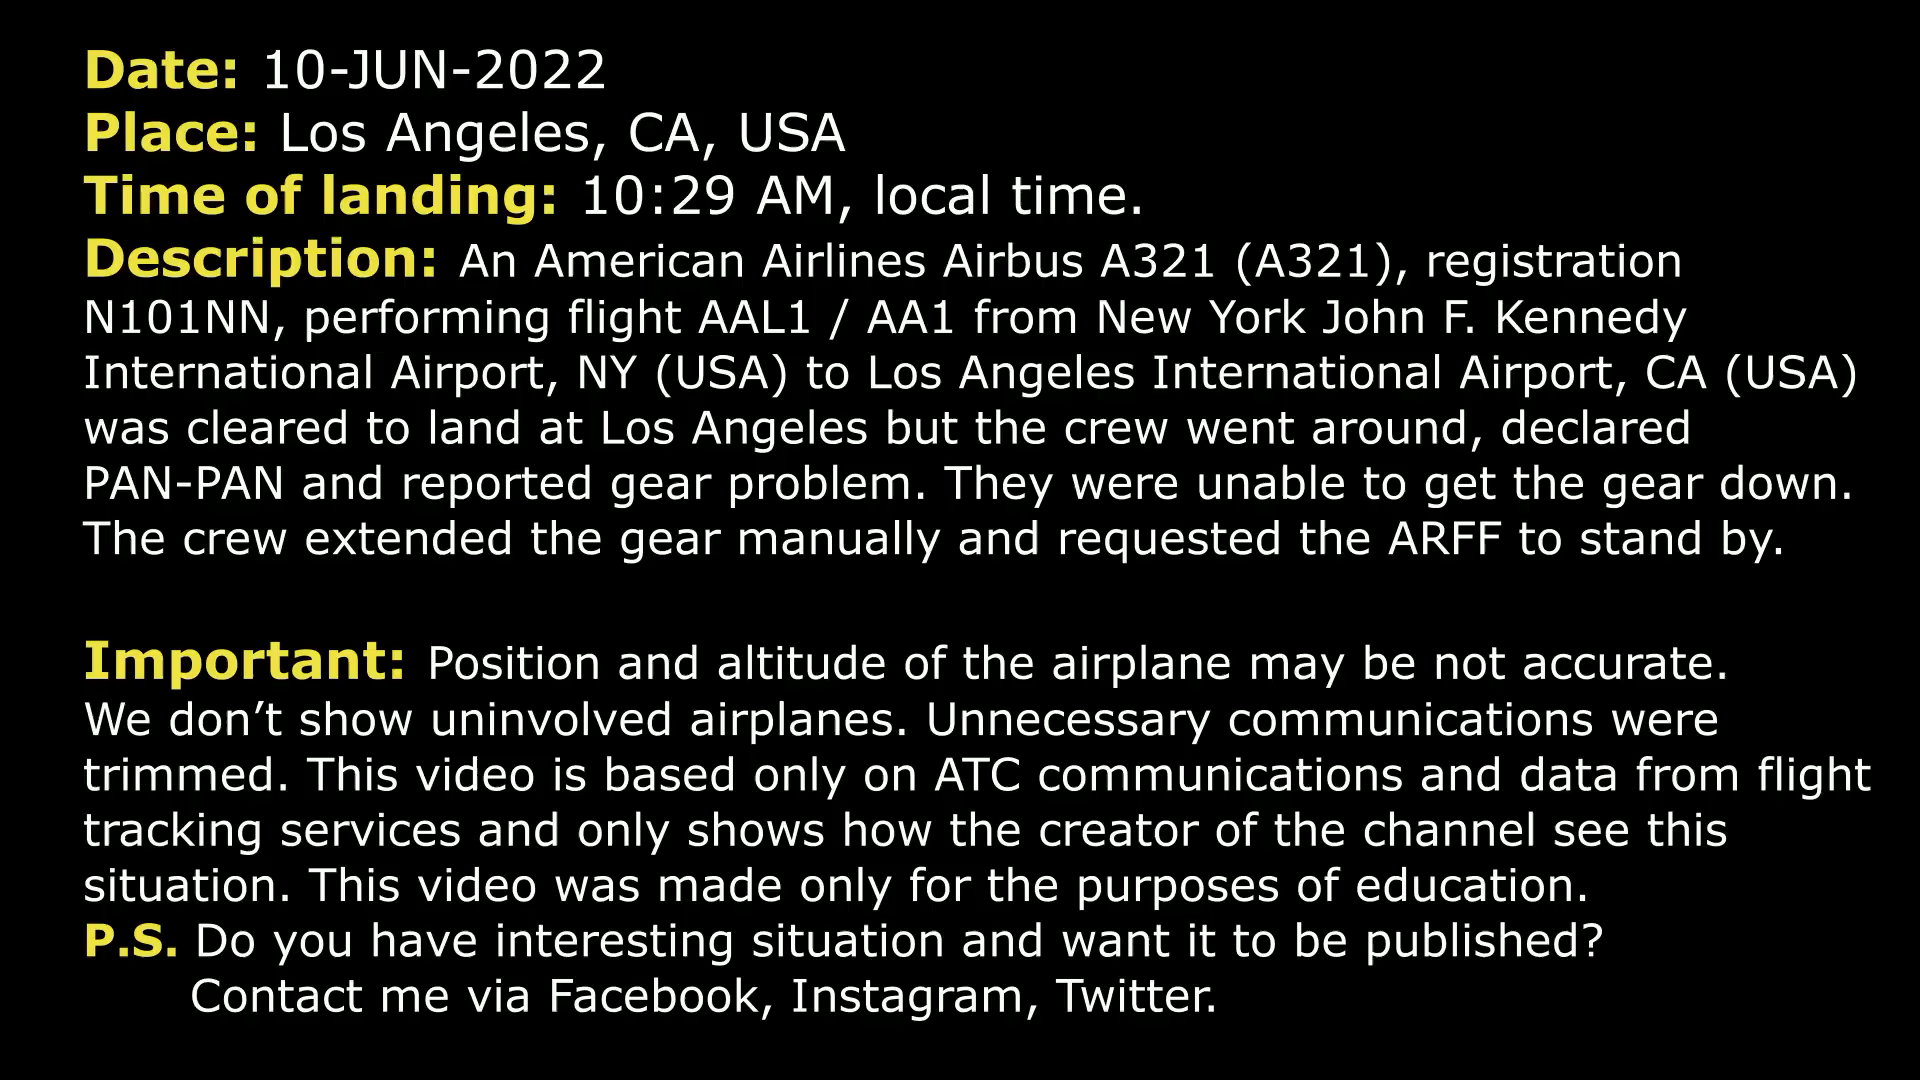 Date: 10-JUN-2022
Place: Los Angeles, CA, USA
Time of landing: 10:29 AM, local time.
Description: An American Airlines Airbus A321 (A321), registration
N101NN, performing flight AAL1 / AA1 from New York John F. Kennedy
International Airport, NY (USA) to Los Angeles International Airport, CA (USA)
was cleared to land at Los Angeles but the crew went around, declared
PAN-PAN and reported gear problem. They were unable to get the gear down.
The crew extended the gear manually and requested the ARFF to stand by.
Important: Position and altitude of the airplane may be not accurate.
We don’t show uninvolved airplanes. Unnecessary communications were
trimmed. This video is based only on ATC communications and data from flight
tracking services and only shows how the creator of the channel see this
situation. This video was made only for the purposes of education.
P.S. Do you have interesting situation and want it to be published?
Contact me via Facebook, Instagram, Twitter.